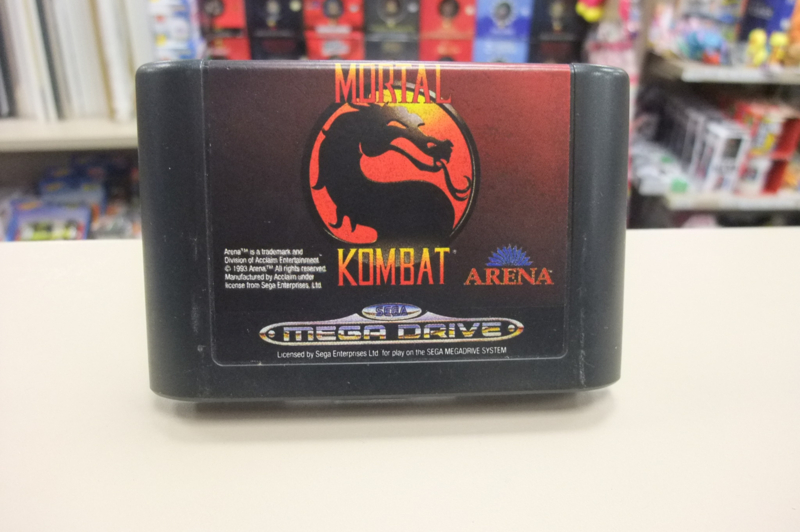 MORTAL
KOMBAT
Arena™ is a trademark and
Division of Acclaim Entertainment
© 1993 Arena.™ All rights reserved
Manufactured by Acclaim under
license from Sega Enterprises, Ltd.
ARENA
SEGA
MEGA DRIVE
Licensed by Sega Enterprises Ltd. for play on the SEGA MEGADRIVE SYSTEM